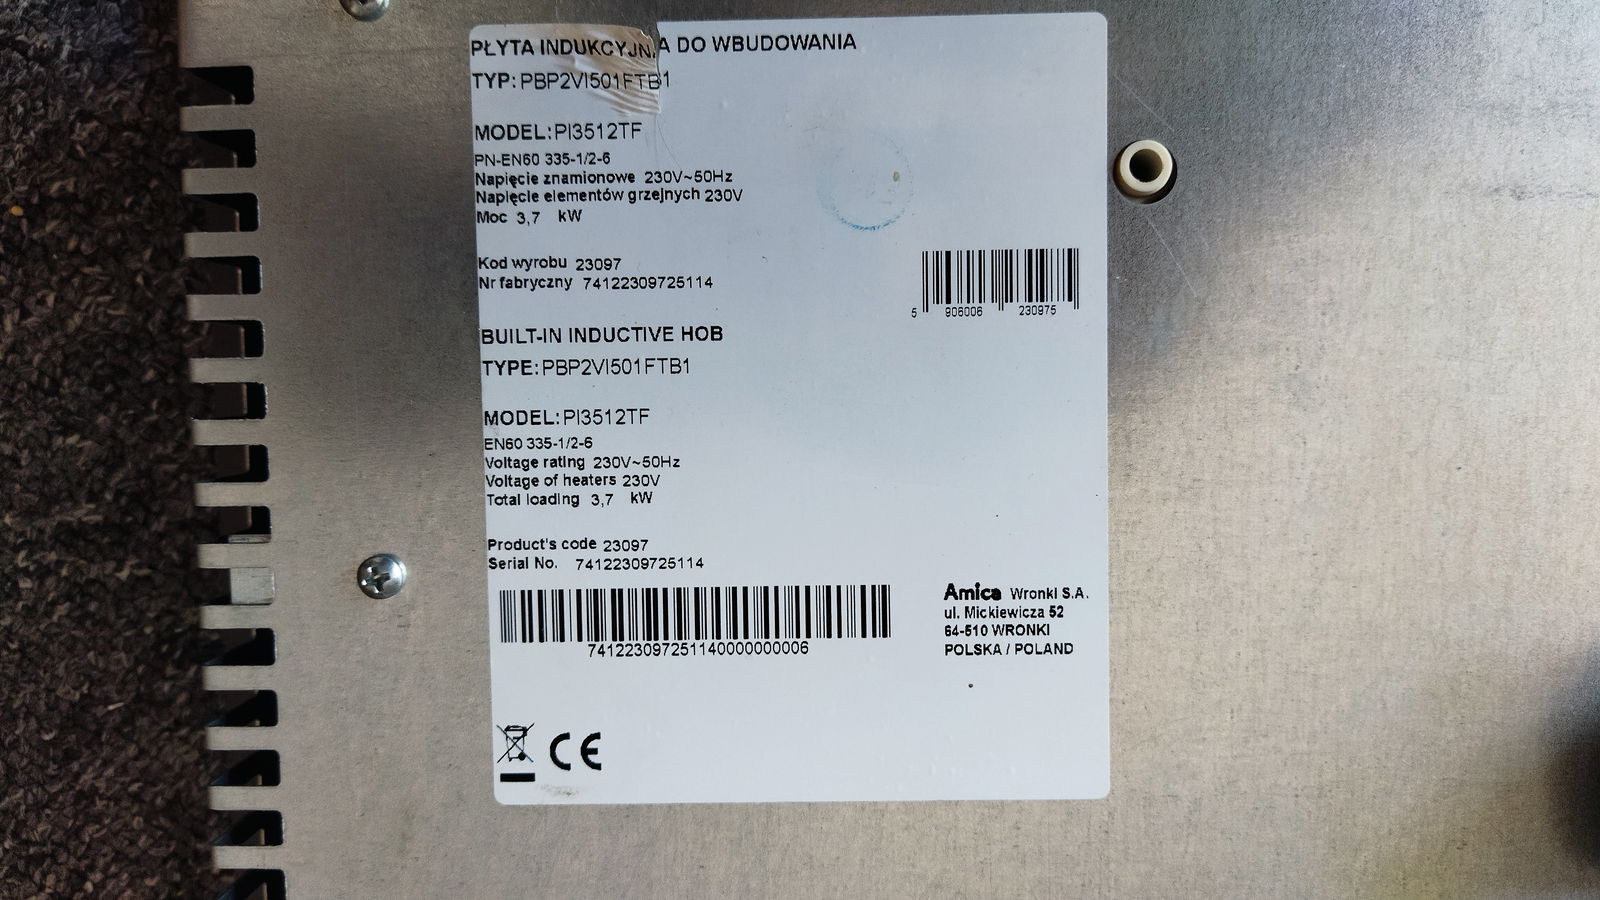 PŁYTA INDUKCYJNA DO WBUDOWANIA
TYP: PBP2VI501FTB1
MODEL: PI3512TF
PN-EN60 335-1/2-6
Napięcie znamionowe 230V~50Hz
Napięcie elementów grzejnych 230V
Moc 3,7 kW
Kod wyrobu 23097
Nr fabryczny 74122309725114
5 906006 230975
BUILT-IN INDUCTIVE HOB
TYPE: PBP2VI501FTB1
MODEL: PI3512TF
EN60 335-1/2-6
Voltage rating 230V~50Hz
Voltage of heaters 230V
Total loading 3,7 kW
Product's code 23097
Serial No. 74122309725114
741223097251140000000006
Amica Wronki S.A.
ul. Mickiewicza 52
64-510 WRONKI
POLSKA / POLAND
CE